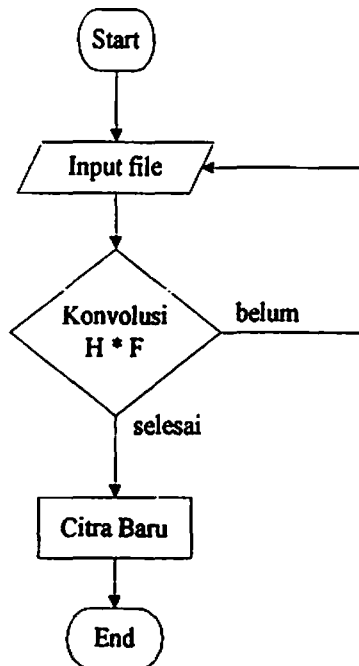 Start
Input file
Konvolusi
H * F
belum
selesai
Citra Baru
End